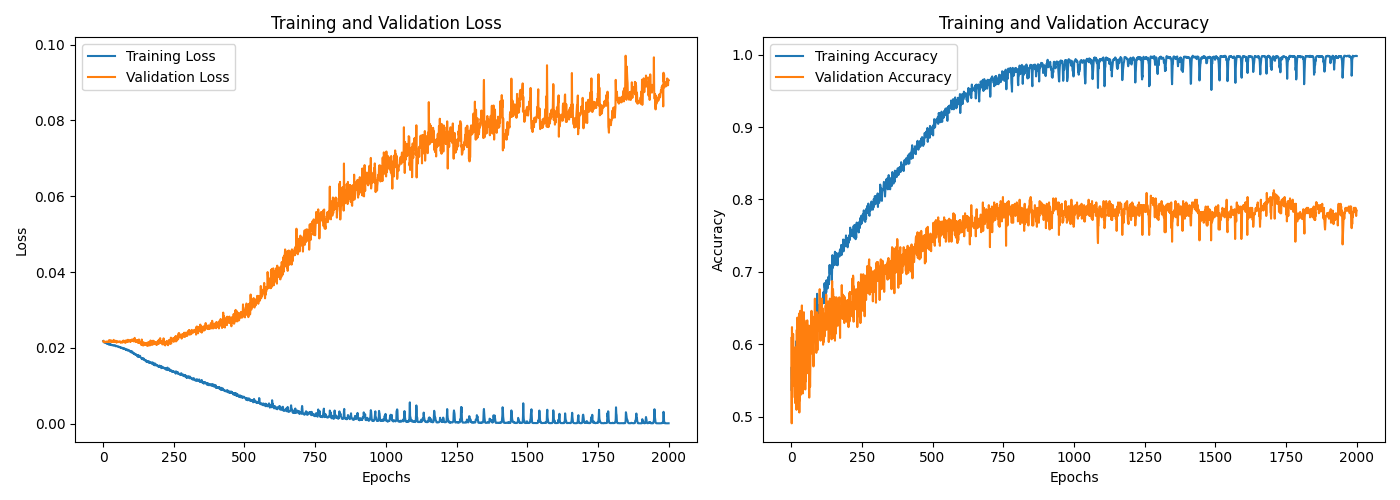 Training and Validation Loss
Training Loss
Validation Loss
Loss
0.10
0.08
0.06
0.04
0.02
0.00
0 250 500 750 1000 1250 1500 1750 2000
Epochs
Training and Validation Accuracy
Training Accuracy
Validation Accuracy
Accuracy
1.0
0.9
0.8
0.7
0.6
0.5
0 250 500 750 1000 1250 1500 1750 2000
Epochs